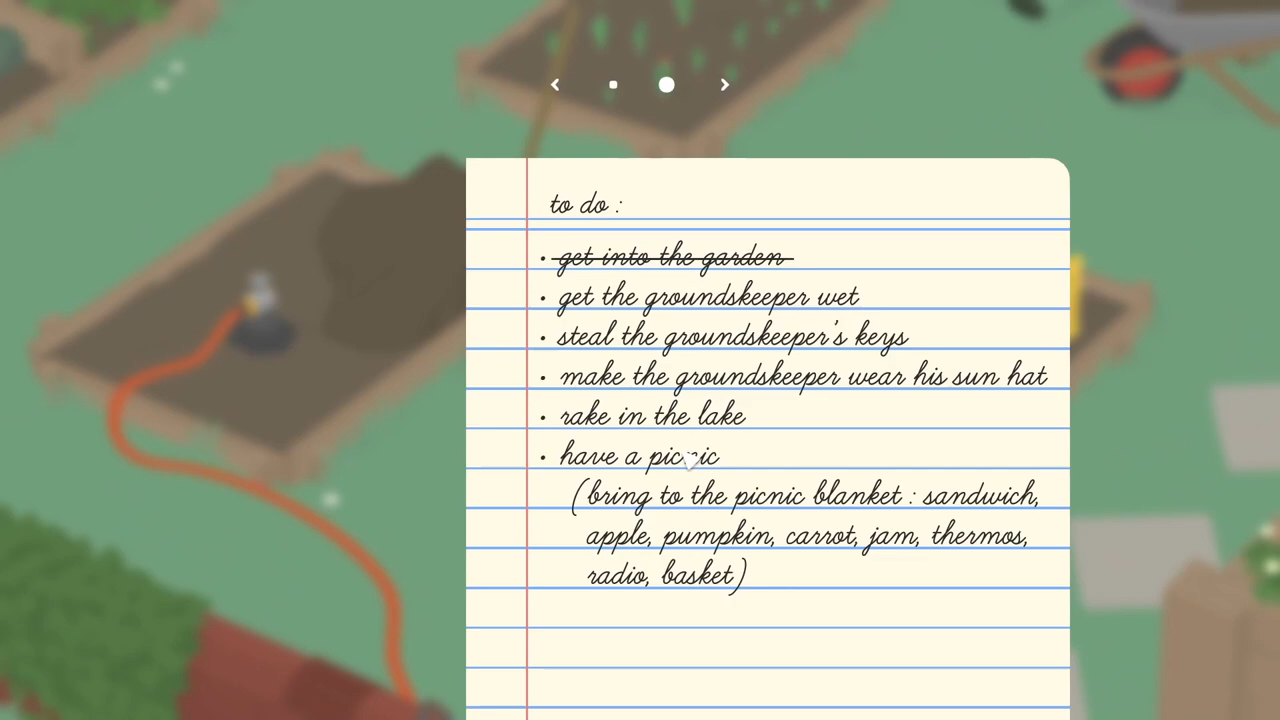 to do :
• get into the garden
• get the groundskeeper wet
• steal the groundskeeper's keys
• make the groundskeeper wear his sun hat
• rake in the lake
• have a picnic
(bring to the picnic blanket : sandwich,
apple, pumpkin, carrot, jam, thermos,
radio, basket)